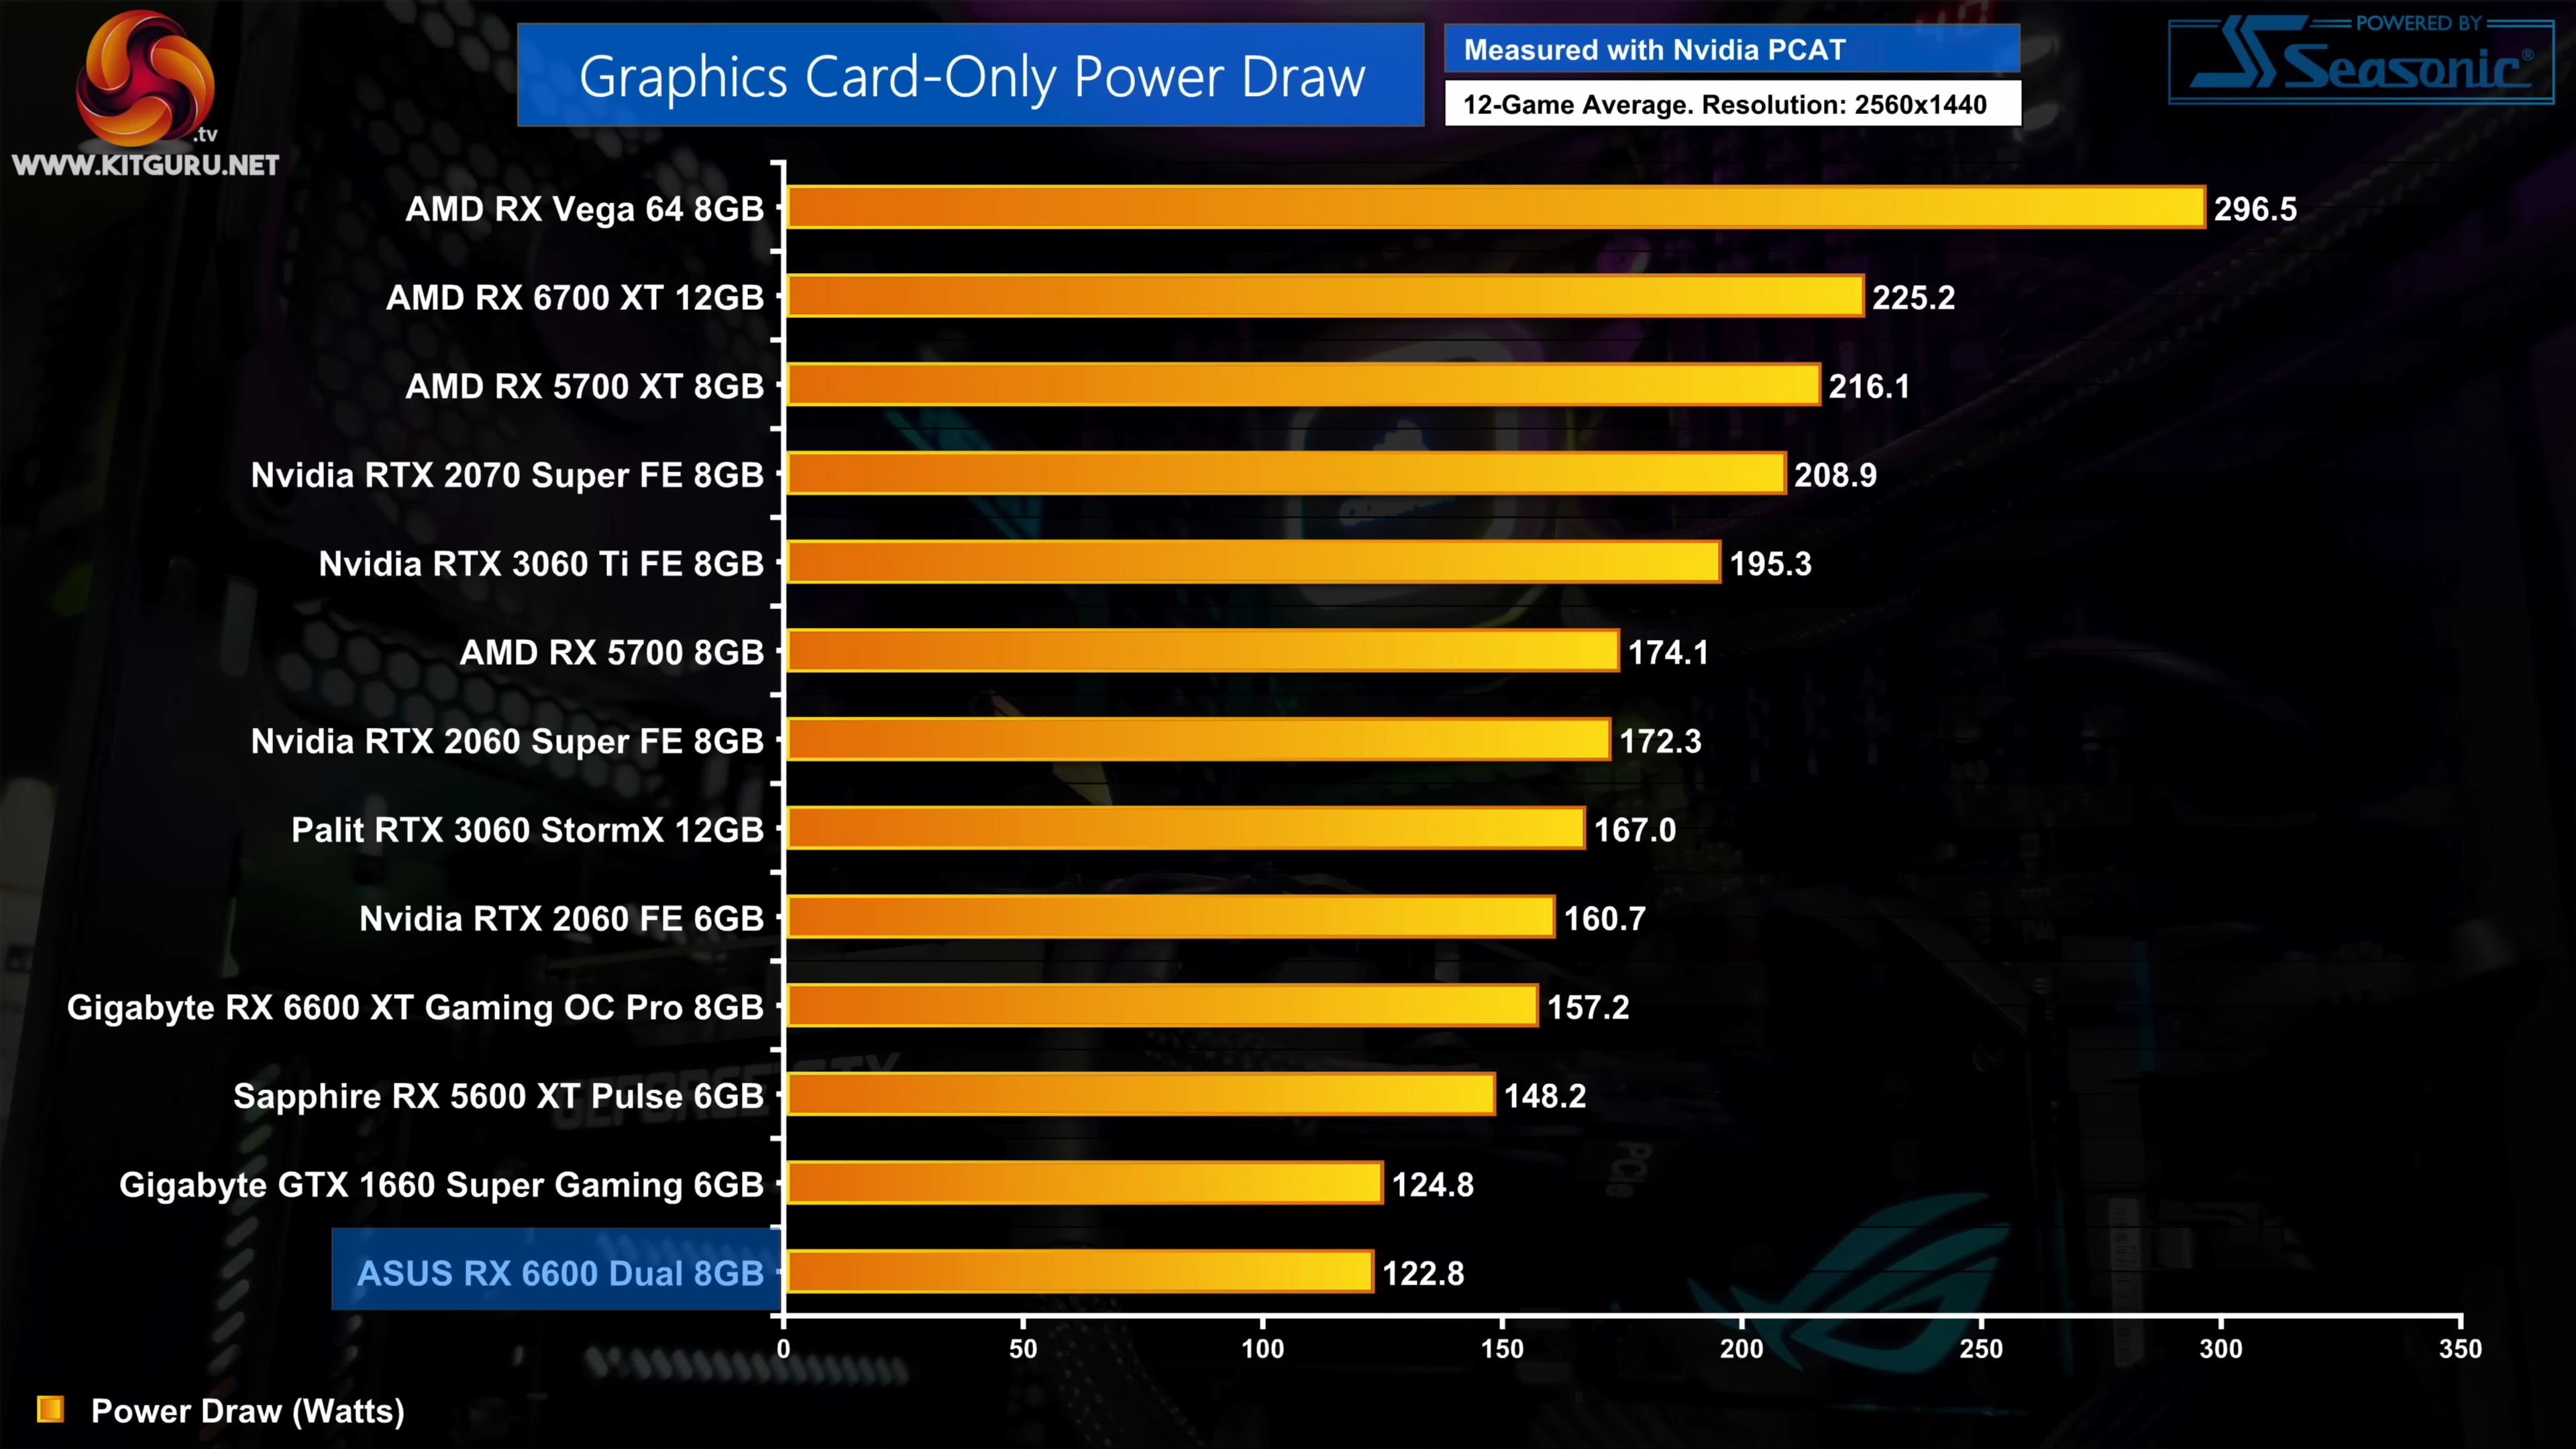 .tv
WWW.KITGURU.NET
Graphics Card-Only Power Draw
Measured with Nvidia PCAT
12-Game Average. Resolution: 2560x1440
POWERED BY
Seasonic®
AMD RX Vega 64 8GB 296.5
AMD RX 6700 XT 12GB 225.2
AMD RX 5700 XT 8GB 216.1
Nvidia RTX 2070 Super FE 8GB 208.9
Nvidia RTX 3060 Ti FE 8GB 195.3
AMD RX 5700 8GB 174.1
Nvidia RTX 2060 Super FE 8GB 172.3
Palit RTX 3060 StormX 12GB 167.0
Nvidia RTX 2060 FE 6GB 160.7
Gigabyte RX 6600 XT Gaming OC Pro 8GB 157.2
Sapphire RX 5600 XT Pulse 6GB 148.2
Gigabyte GTX 1660 Super Gaming 6GB 124.8
ASUS RX 6600 Dual 8GB 122.8
0 50 100 150 200 250 300 350
Power Draw (Watts)
GEFORCE GTX
PCIe
40